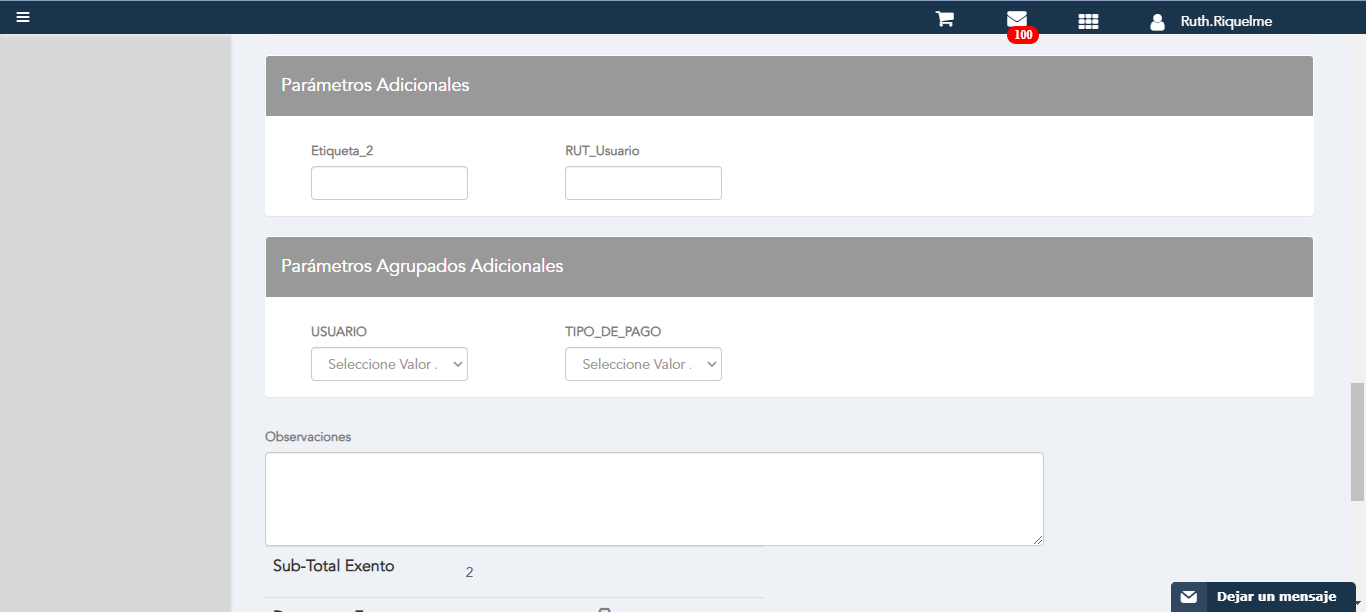 Ruth.Riquelme
100
Parámetros Adicionales
Etiqueta_2 RUT_Usuario
Parámetros Agrupados Adicionales
USUARIO TIPO_DE_PAGO
Seleccione Valor . Seleccione Valor .
Observaciones
Sub-Total Exento 2
Dejar un mensaje